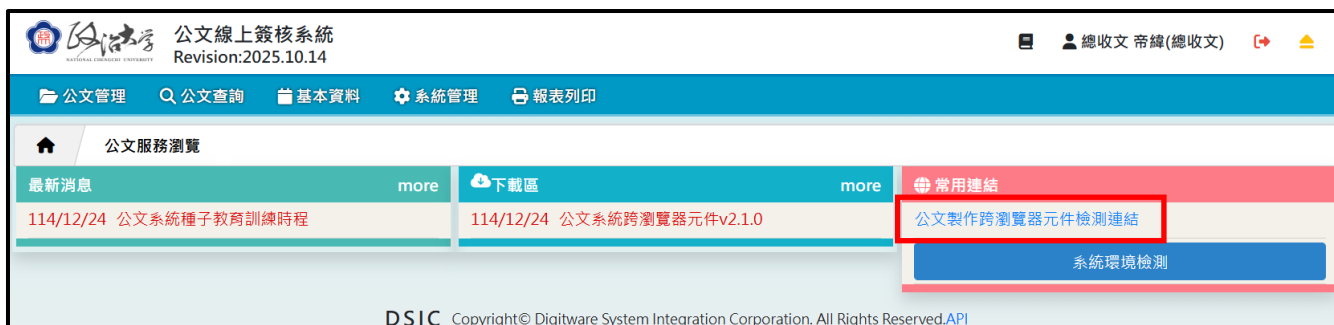 政治大學
NATIONAL CHENGCHI UNIVERSITY
公文線上簽核系統
Revision:2025.10.14
總收文 帝緯(總收文)
公文管理 公文查詢 基本資料 系統管理 報表列印
公文服務瀏覽
最新消息 more
114/12/24 公文系統種子教育訓練時程
下載區 more
114/12/24 公文系統跨瀏覽器元件v2.1.0
常用連結
公文製作跨瀏覽器元件檢測連結
系統環境檢測
DSIC Copyright© Digitware System Integration Corporation. All Rights Reserved.API